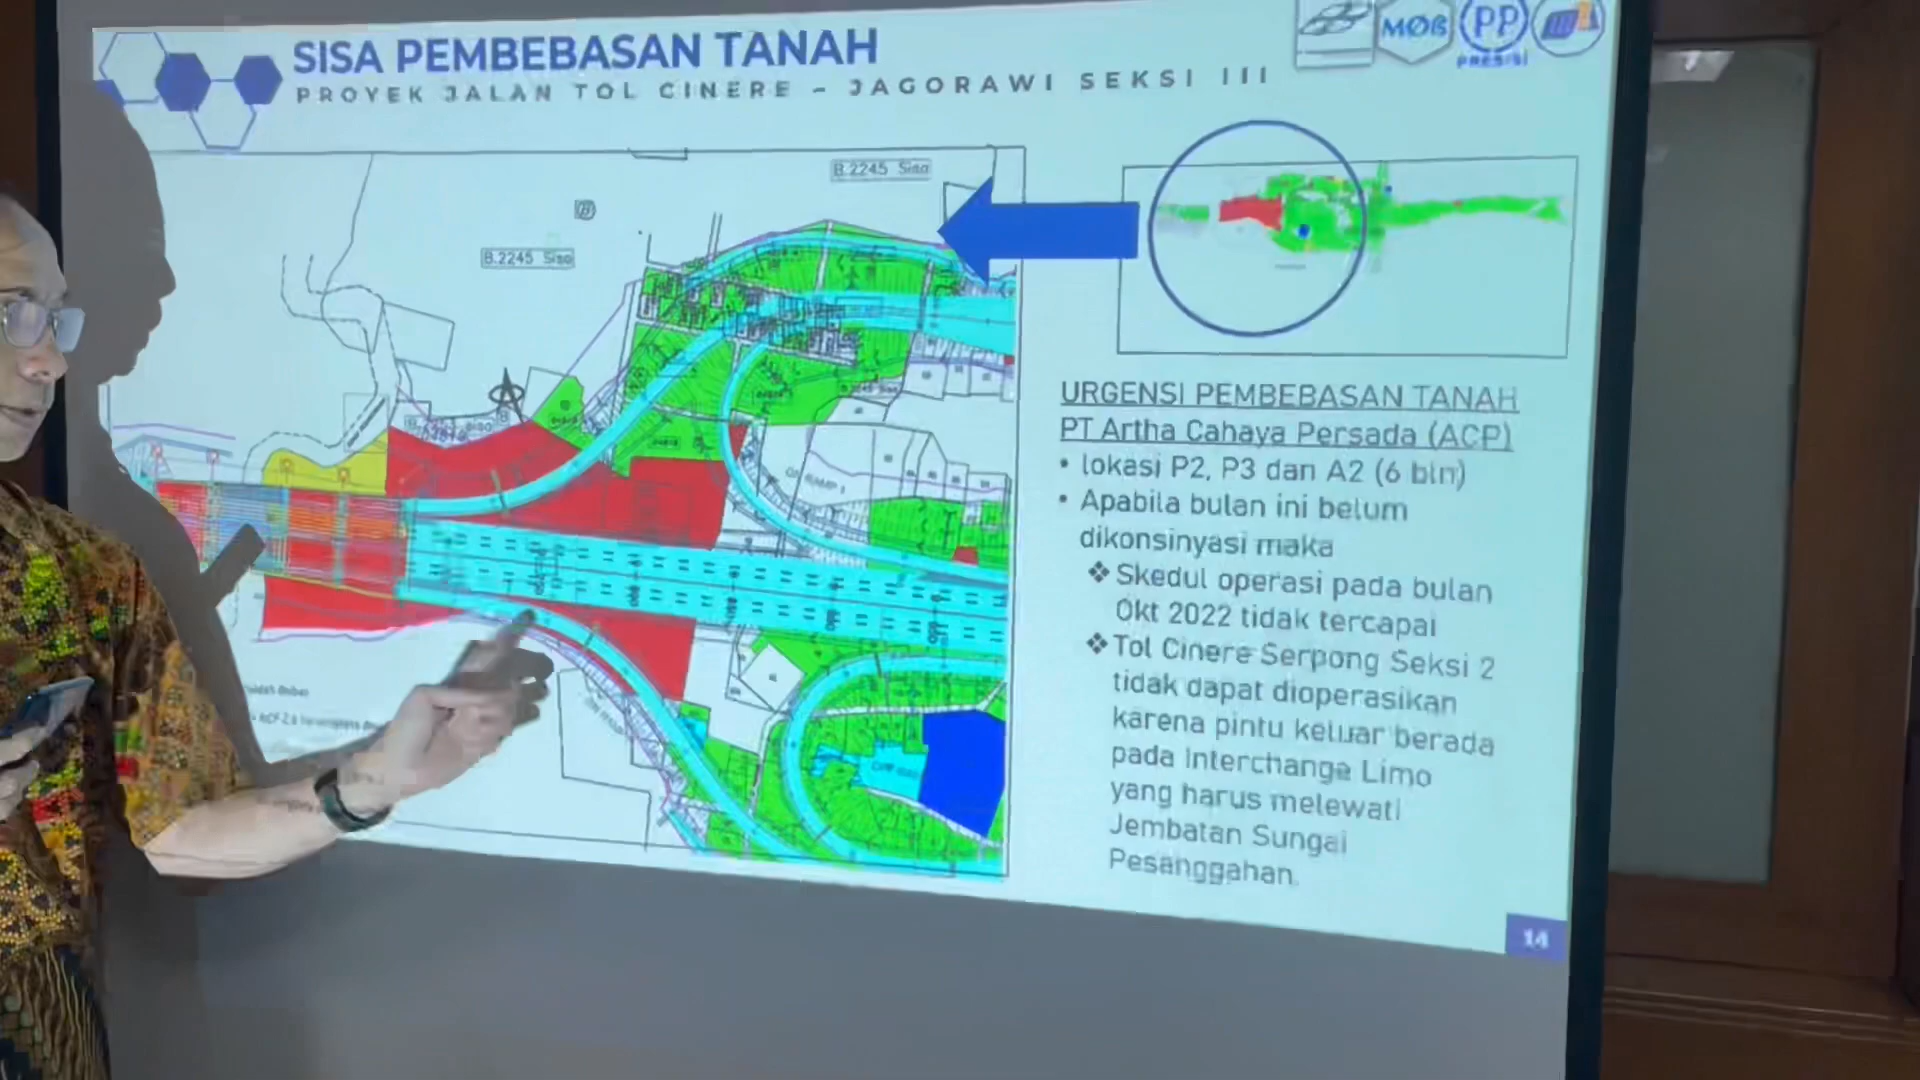 SISA PEMBEBASAN TANAH
PROYEK JALAN TOL CINERE - JAGORAWI SEKSI III
PP
PRESISI
B.2245 Sisa
B.2245 Sisa
URGENSI PEMBEBASAN TANAH
PT Artha Cahaya Persada (ACP)
• lokasi P2, P3 dan A2 (6 bln)
• Apabila bulan ini belum
dikonsinyasi maka
❖ Skedul operasi pada bulan
Okt 2022 tidak tercapai
❖ Tol Cinere Serpong Seksi 2
tidak dapat dioperasikan
karena pintu keluar berada
pada Interchange Limo
yang harus melewati
Jembatan Sungai
Pesanggahan.
14